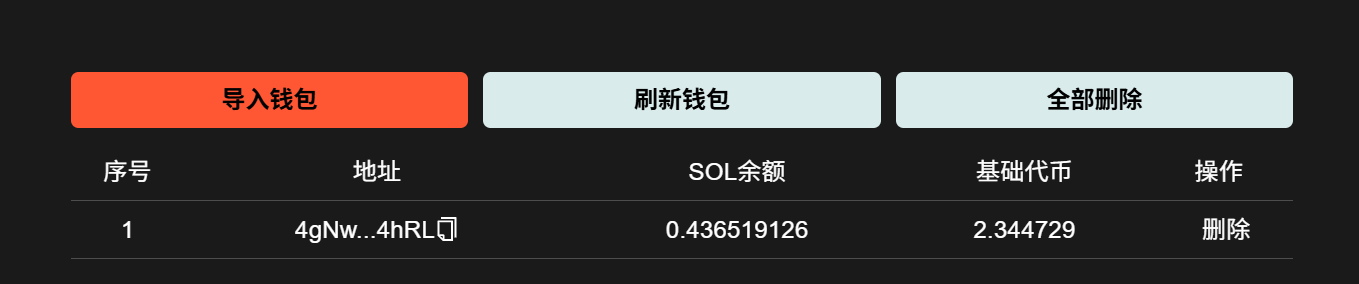 导入钱包 刷新钱包 全部删除
序号 地址 SOL余额 基础代币 操作
1 4gNw...4hRL 0.436519126 2.344729 删除